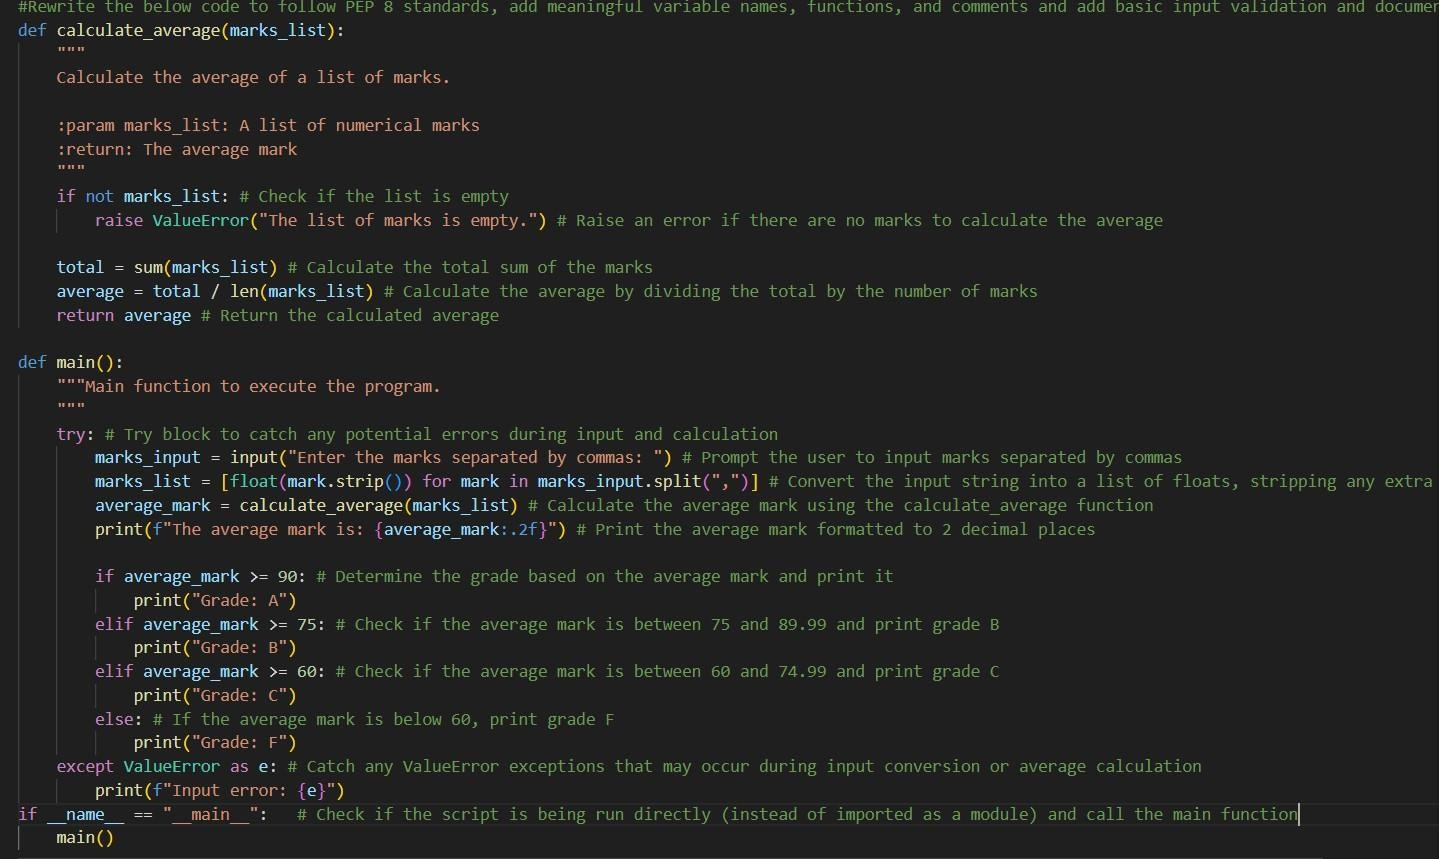 #Rewrite the below code to follow PEP 8 standards, add meaningful variable names, functions, and comments and add basic input validation and
def calculate_average(marks_list):
    """
    Calculate the average of a list of marks.

    :param marks_list: A list of numerical marks
    :return: The average mark
    """
    if not marks_list: # Check if the list is empty
        raise ValueError("The list of marks is empty.") # Raise an error if there are no marks to calculate the average

    total = sum(marks_list) # Calculate the total sum of the marks
    average = total / len(marks_list) # Calculate the average by dividing the total by the number of marks
    return average # Return the calculated average

def main():
    """Main function to execute the program.
    """
    try: # Try block to catch any potential errors during input and calculation
        marks_input = input("Enter the marks separated by commas: ") # Prompt the user to input marks separated by commas
        marks_list = [float(mark.strip()) for mark in marks_input.split(",")] # Convert the input string into a list of floats, stripping any extra
        average_mark = calculate_average(marks_list) # Calculate the average mark using the calculate_average function
        print(f"The average mark is: {average_mark:.2f}") # Print the average mark formatted to 2 decimal places

        if average_mark >= 90: # Determine the grade based on the average mark and print it
            print("Grade: A")
        elif average_mark >= 75: # Check if the average mark is between 75 and 89.99 and print grade B
            print("Grade: B")
        elif average_mark >= 60: # Check if the average mark is between 60 and 74.99 and print grade C
            print("Grade: C")
        else: # If the average mark is below 60, print grade F
            print("Grade: F")
    except ValueError as e: # Catch any ValueError exceptions that may occur during input conversion or average calculation
        print(f"Input error: {e}")
if __name__ == "__main__":   # Check if the script is being run directly (instead of imported as a module) and call the main function
    main()